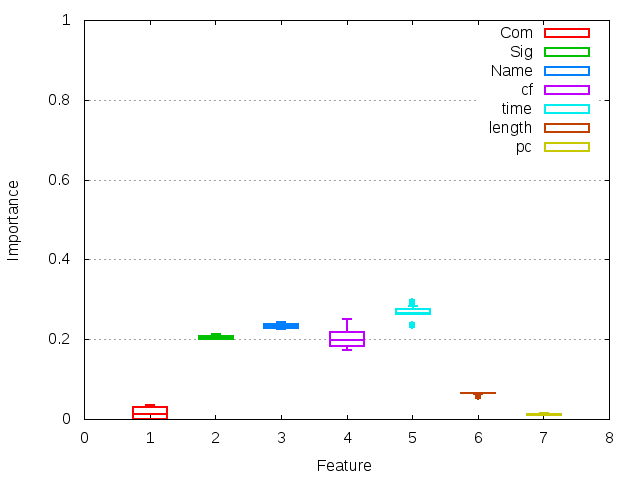 1
0.8
0.6
0.4
0.2
0
0 1 2 3 4 5 6 7 8
Importance
Feature
Com
Sig
Name
cf
time
length
pc